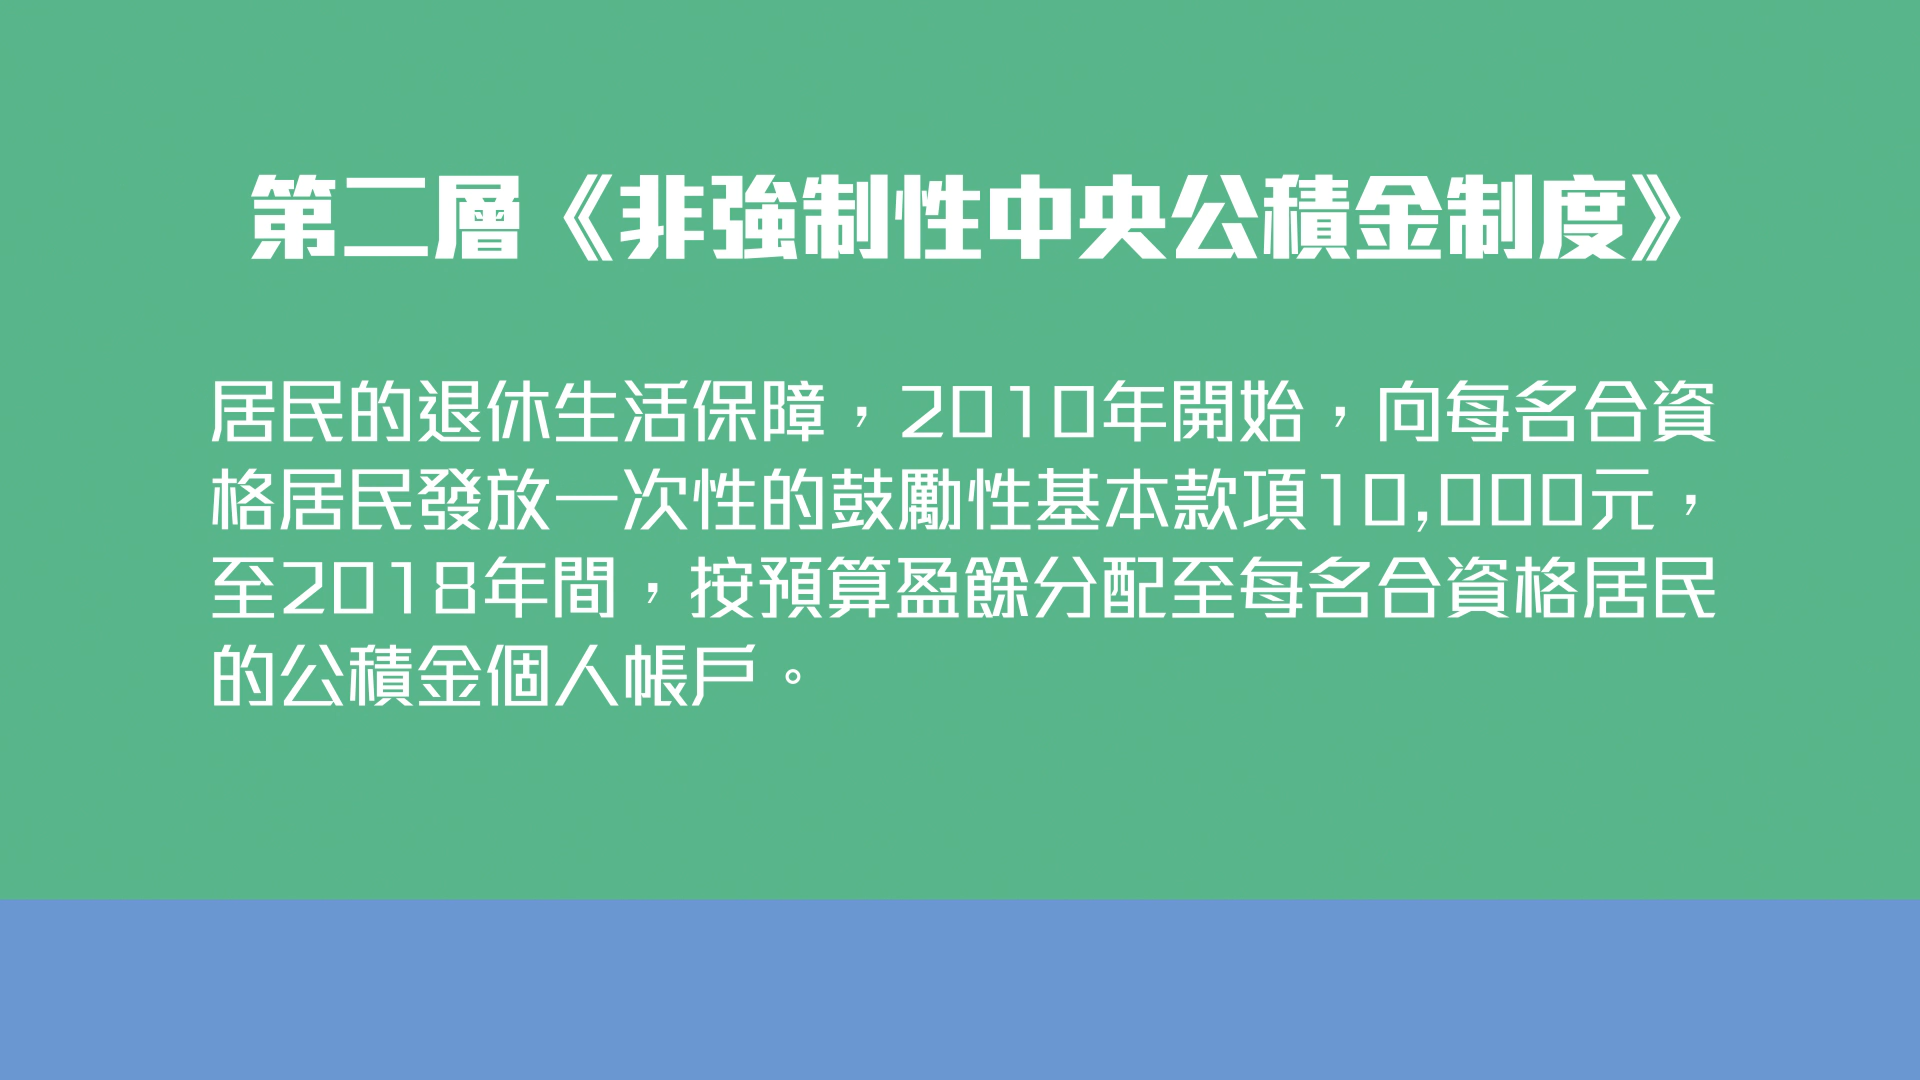 第二層《非強制性中央公積金制度》
居民的退休生活保障，2010年開始，向每名合資
格居民發放一次性的鼓勵性基本款項10,000元，
至2018年間，按預算盈餘分配至每名合資格居民
的公積金個人帳戶。